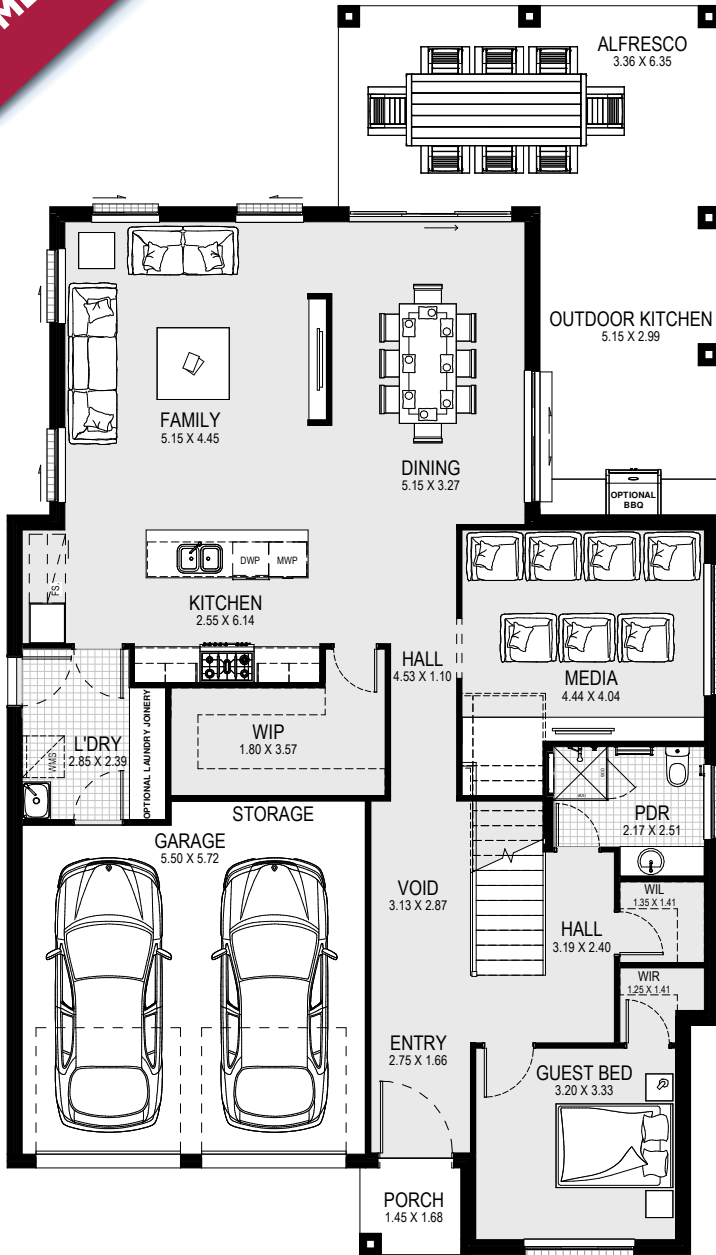 ALFRESCO
3.36 X 6.35
OUTDOOR KITCHEN
5.15 X 2.99
FAMILY
5.15 X 4.45
DINING
5.15 X 3.27
OPTIONAL
BBQ
DWP
MWP
FS.
KITCHEN
2.55 X 6.14
HALL
4.53 X 1.10
MEDIA
4.44 X 4.04
L'DRY
2.85 X 2.39
WMS
OPTIONAL LAUNDRY JOINERY
WIP
1.80 X 3.57
STORAGE
GARAGE
5.50 X 5.72
PDR
2.17 X 2.51
VOID
3.13 X 2.87
WIL
1.35 X 1.41
HALL
3.19 X 2.40
WIR
1.25 X 1.41
ENTRY
2.75 X 1.66
GUEST BED
3.20 X 3.33
PORCH
1.45 X 1.68